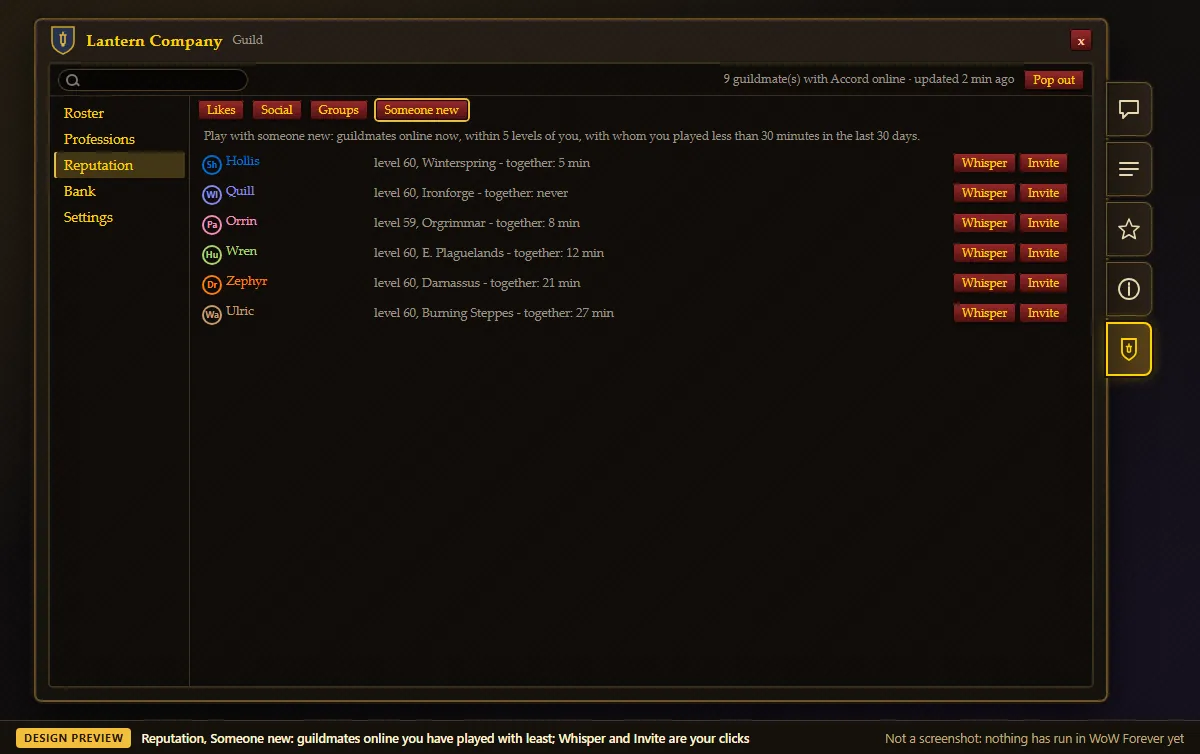 Lantern Company Guild x
9 guildmate(s) with Accord online · updated 2 min ago Pop out
Roster
Professions
Reputation
Bank
Settings
Likes Social Groups Someone new
Play with someone new: guildmates online now, within 5 levels of you, with whom you played less than 30 minutes in the last 30 days.
Sh Hollis level 60, Winterspring - together: 5 min Whisper Invite
Wl Quill level 60, Ironforge - together: never Whisper Invite
Pa Orrin level 59, Orgrimmar - together: 8 min Whisper Invite
Hu Wren level 60, E. Plaguelands - together: 12 min Whisper Invite
Dr Zephyr level 60, Darnassus - together: 21 min Whisper Invite
Wa Ulric level 60, Burning Steppes - together: 27 min Whisper Invite
DESIGN PREVIEW Reputation, Someone new: guildmates online you have played with least; Whisper and Invite are your clicks Not a screenshot: nothing has run in WoW Forever yet